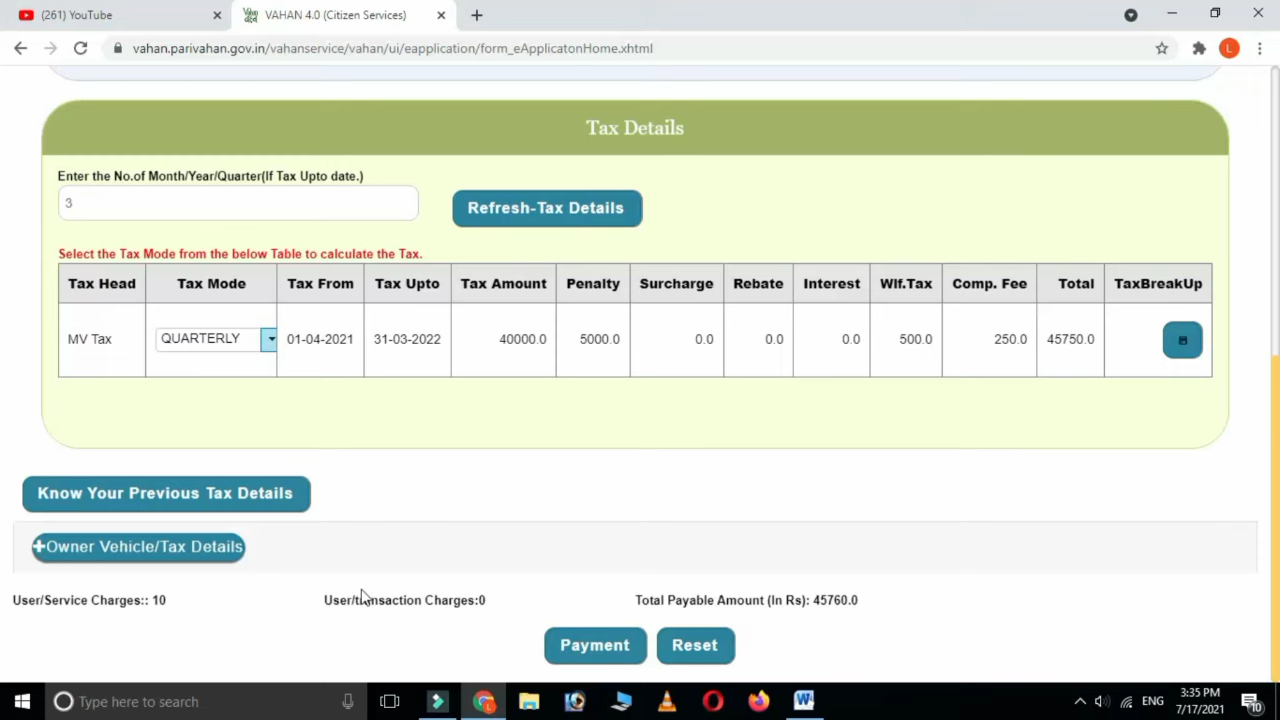 (261) YouTube
VAHAN 4.0 (Citizen Services)
vahan.parivahan.gov.in/vahanservice/vahan/ui/eapplication/form_eApplicatonHome.xhtml
L
Tax Details
Enter the No.of Month/Year/Quarter(If Tax Upto date.)
3
Refresh-Tax Details
Select the Tax Mode from the below Table to calculate the Tax.
Tax Head Tax Mode Tax From Tax Upto Tax Amount Penalty Surcharge Rebate Interest Wlf.Tax Comp. Fee Total TaxBreakUp
MV Tax QUARTERLY 01-04-2021 31-03-2022 40000.0 5000.0 0.0 0.0 0.0 500.0 250.0 45750.0
Know Your Previous Tax Details
+Owner Vehicle/Tax Details
User/Service Charges:: 10 User/transaction Charges:0 Total Payable Amount (In Rs): 45760.0
Payment Reset
Type here to search
ENG
3:35 PM
7/17/2021
10